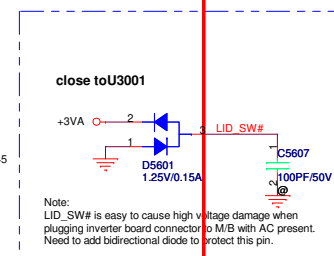 close toU3001
+3VA
2
3
LID_SW#
1
1
5
D5601
1.25V/0.15A
C5607
100PF/50V
2
@
Note:
LID_SW# is easy to cause high voltage damage when
plugging inverter board connector to M/B with AC present.
Need to add bidirectional diode to protect this pin.